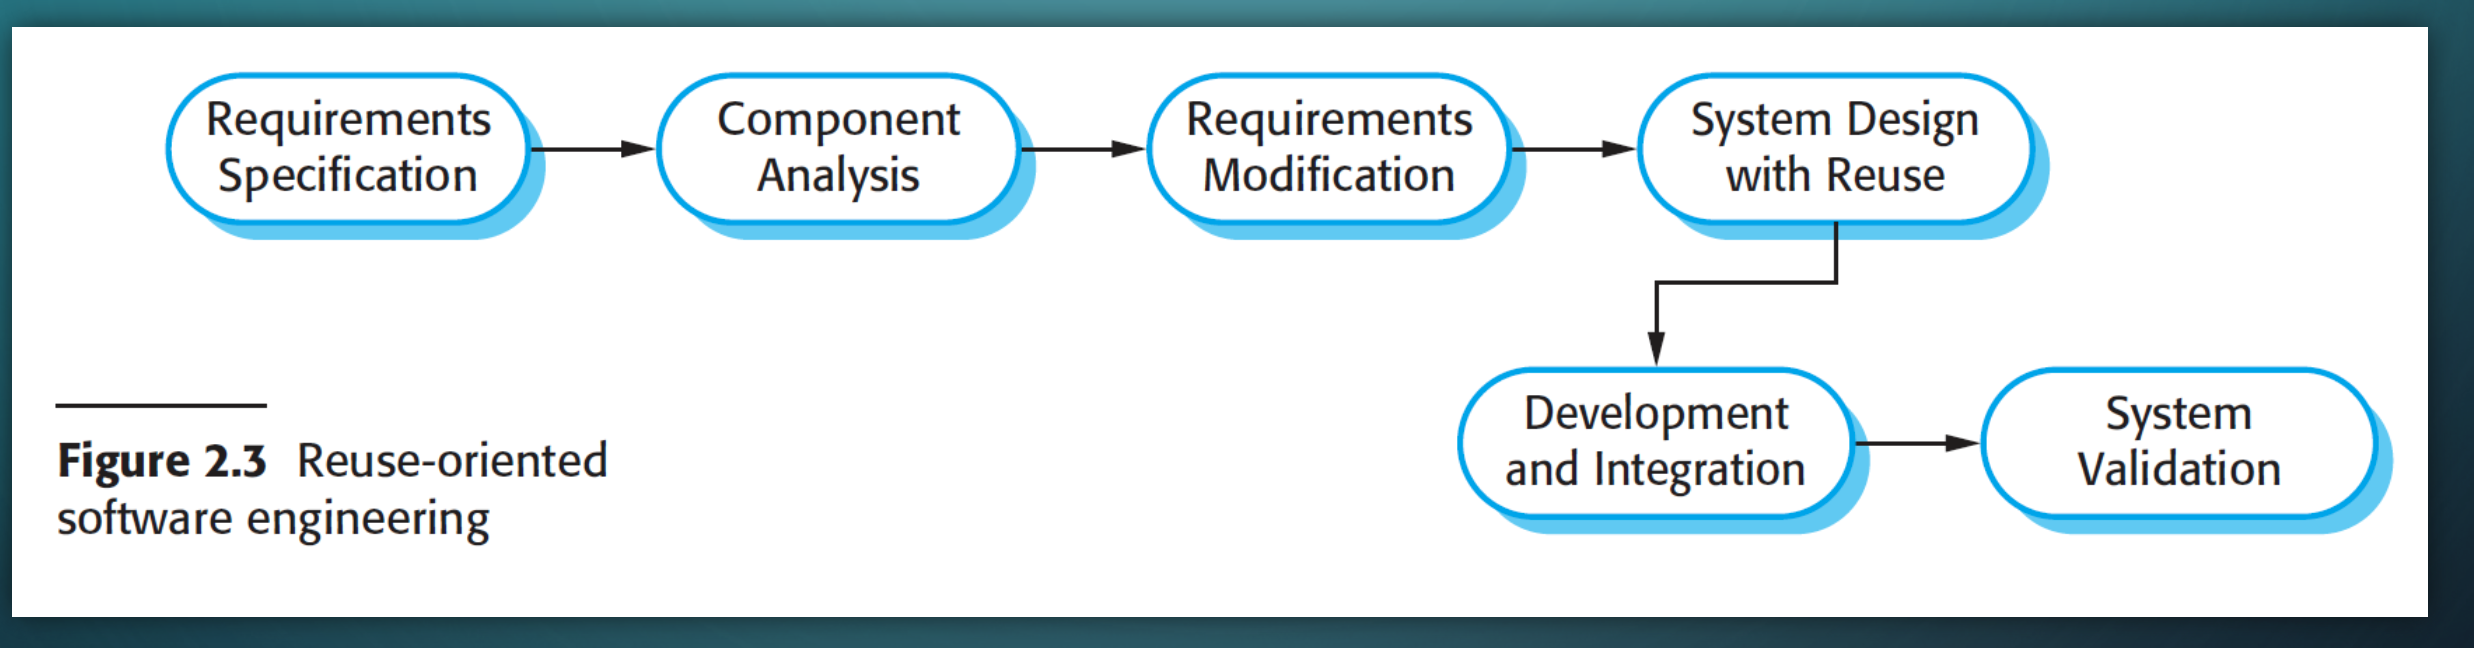 Requirements
Specification
Component
Analysis
Requirements
Modification
System Design
with Reuse
Development
and Integration
System
Validation
Figure 2.3 Reuse-oriented
software engineering